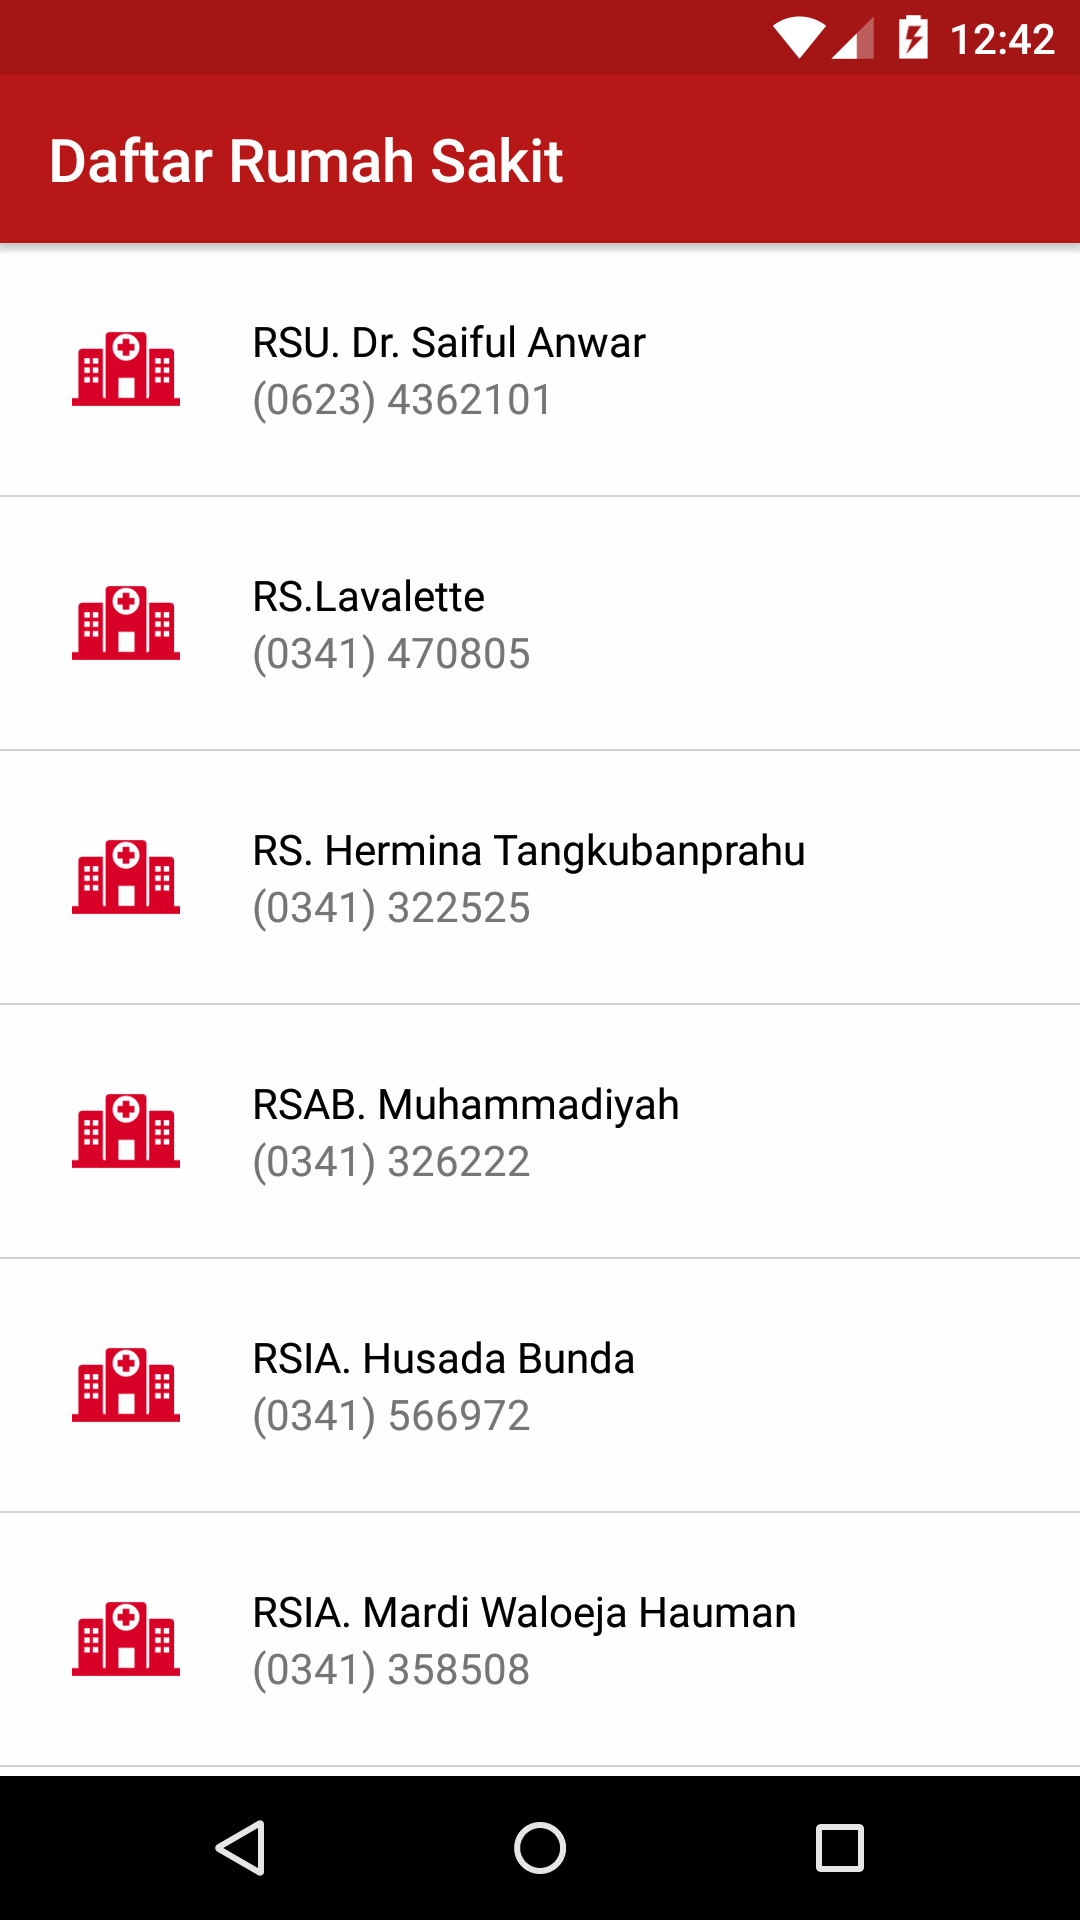 12:42
Daftar Rumah Sakit
RSU. Dr. Saiful Anwar
(0623) 4362101
RS.Lavalette
(0341) 470805
RS. Hermina Tangkubanprahu
(0341) 322525
RSAB. Muhammadiyah
(0341) 326222
RSIA. Husada Bunda
(0341) 566972
RSIA. Mardi Waloeja Hauman
(0341) 358508